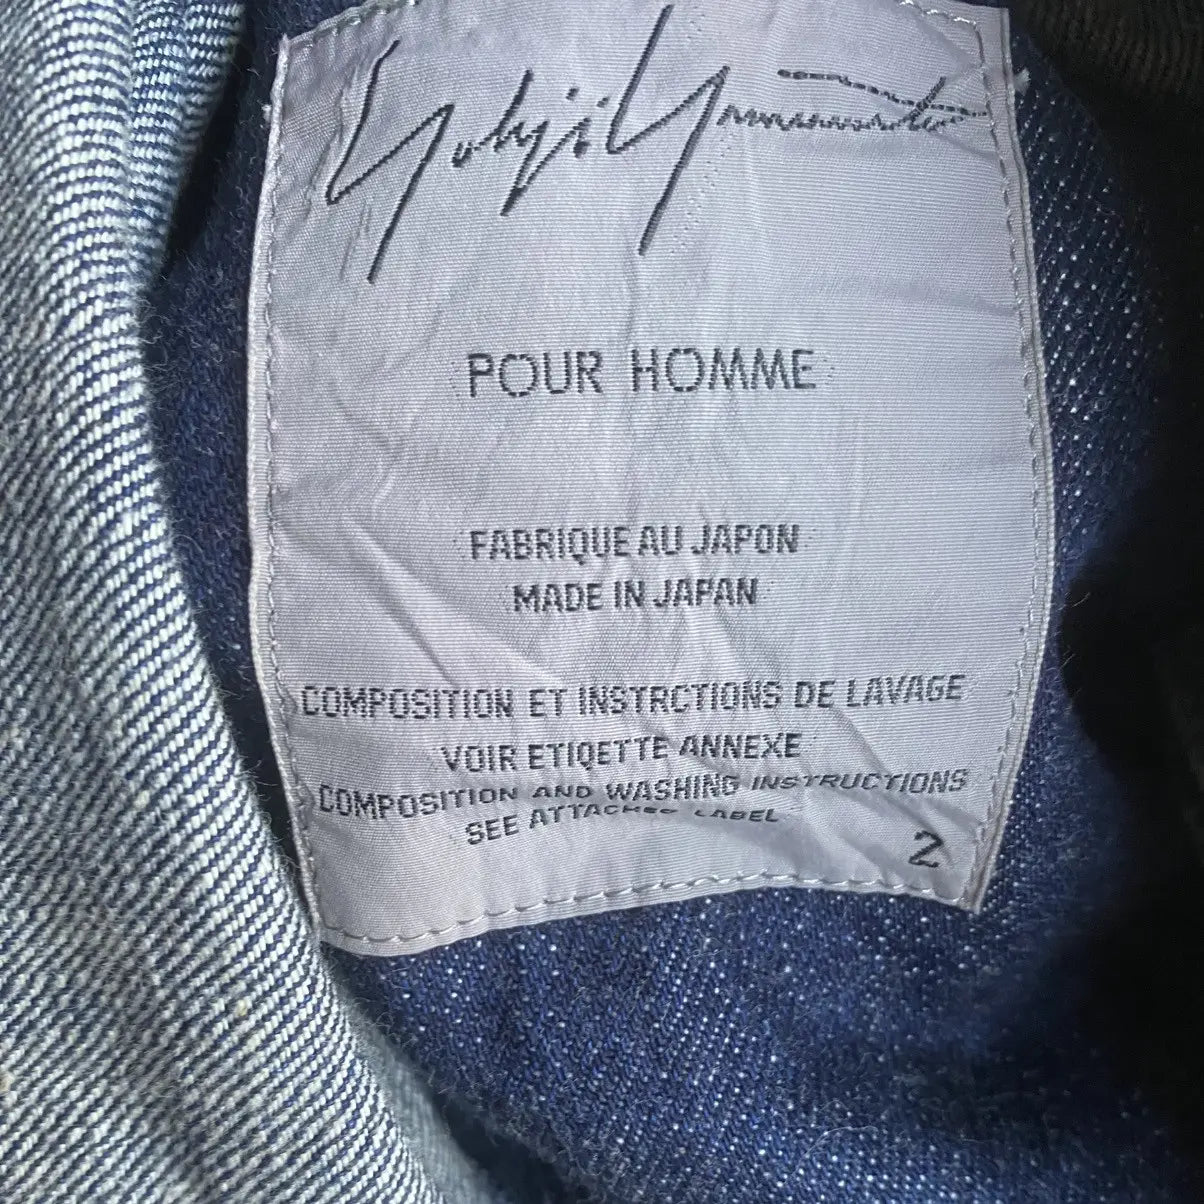 Yohji Yamamoto
POUR HOMME
FABRIQUE AU JAPON
MADE IN JAPAN
COMPOSITION ET INSTRCTIONS DE LAVAGE
VOIR ETIQETTE ANNEXE
COMPOSITION AND WASHING INSTRUCTIONS
SEE ATTACHED LABEL
2